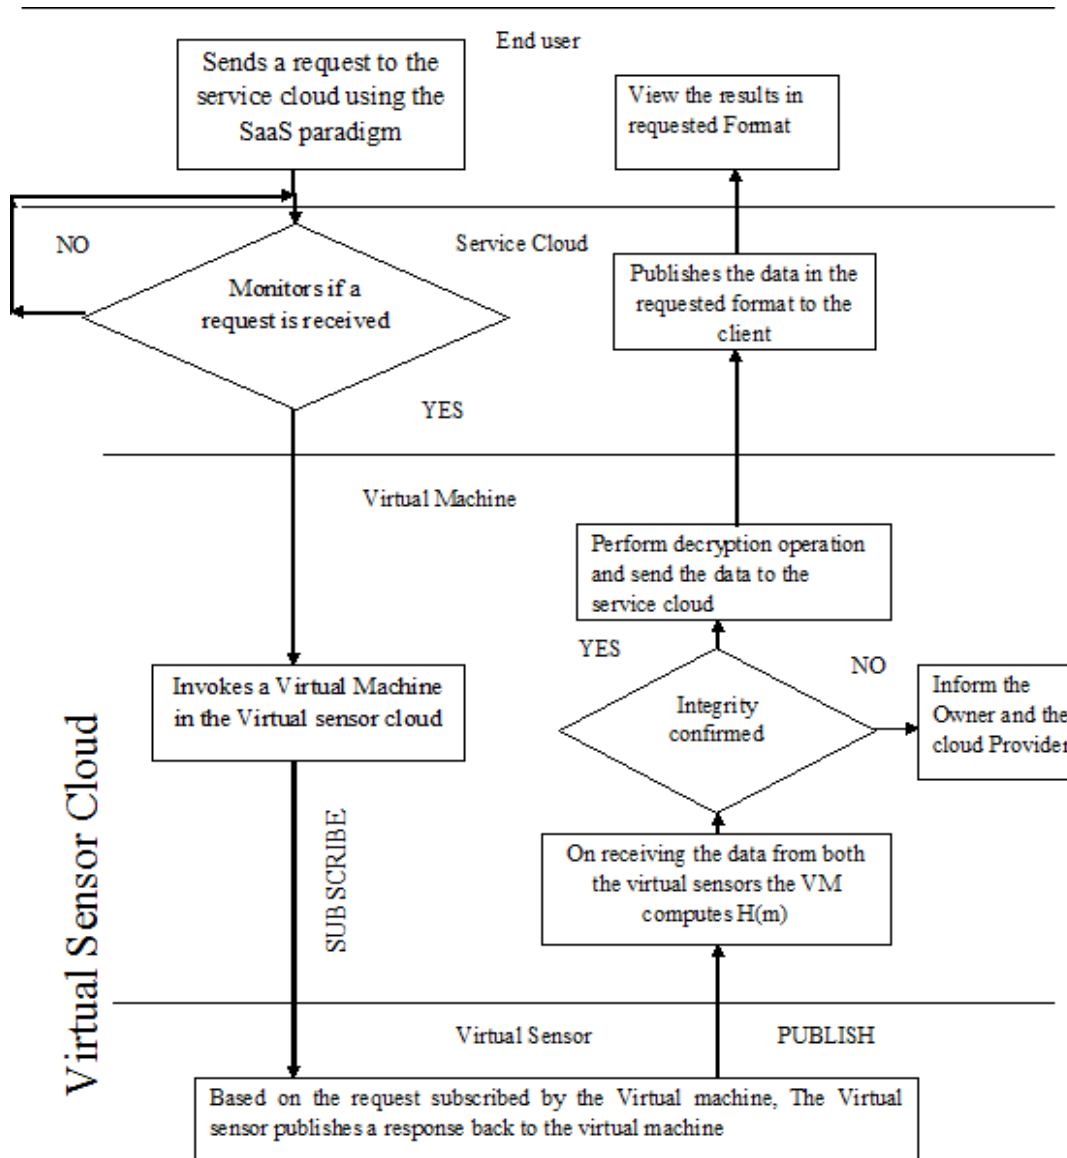 End user
Sends a request to the
service cloud using the
SaaS paradigm
View the results in
requested Format
NO
Service Cloud
Monitors if a
request is received
Publishes the data in the
requested format to the
client
YES
Virtual Machine
Perform decryption operation
and send the data to the
service cloud
YES
NO
Invokes a Virtual Machine
in the Virtual sensor cloud
Integrity
confirmed
Inform the
Owner and the
cloud Provider
Virtual Sensor Cloud
SUBSCRIBE
On receiving the data from both
the virtual sensors the VM
computes H(m)
Virtual Sensor
PUBLISH
Based on the request subscribed by the Virtual machine, The Virtual
sensor publishes a response back to the virtual machine